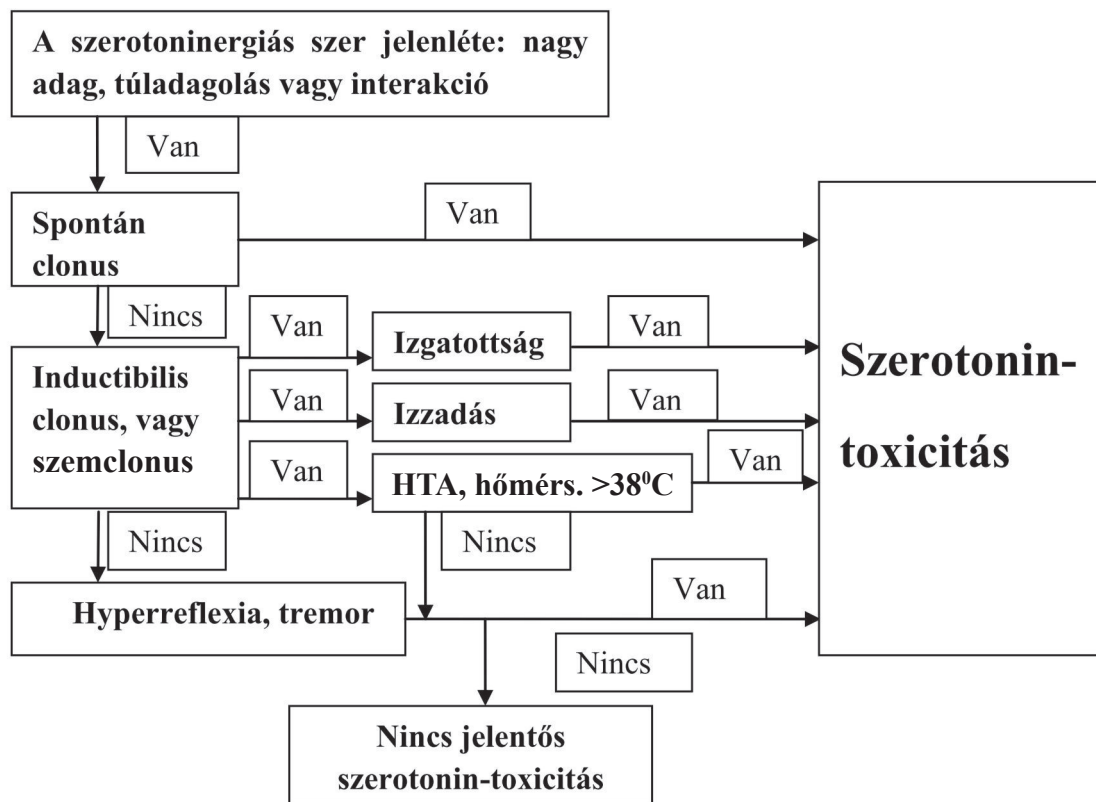 A szerotoninergiás szer jelenléte: nagy
adag, túladagolás vagy interakció
Van
Spontán
clonus
Van
Nincs
Inductibilis
clonus, vagy
szemclonus
Van
Izgatottság
Van
Van
Izzadás
Van
Van
HTA, hőmérs. >38⁰C
Van
Nincs
Nincs
Hyperreflexia, tremor
Van
Nincs
Nincs jelentős
szerotonin-toxicitás
Szerotonin-
toxicitás